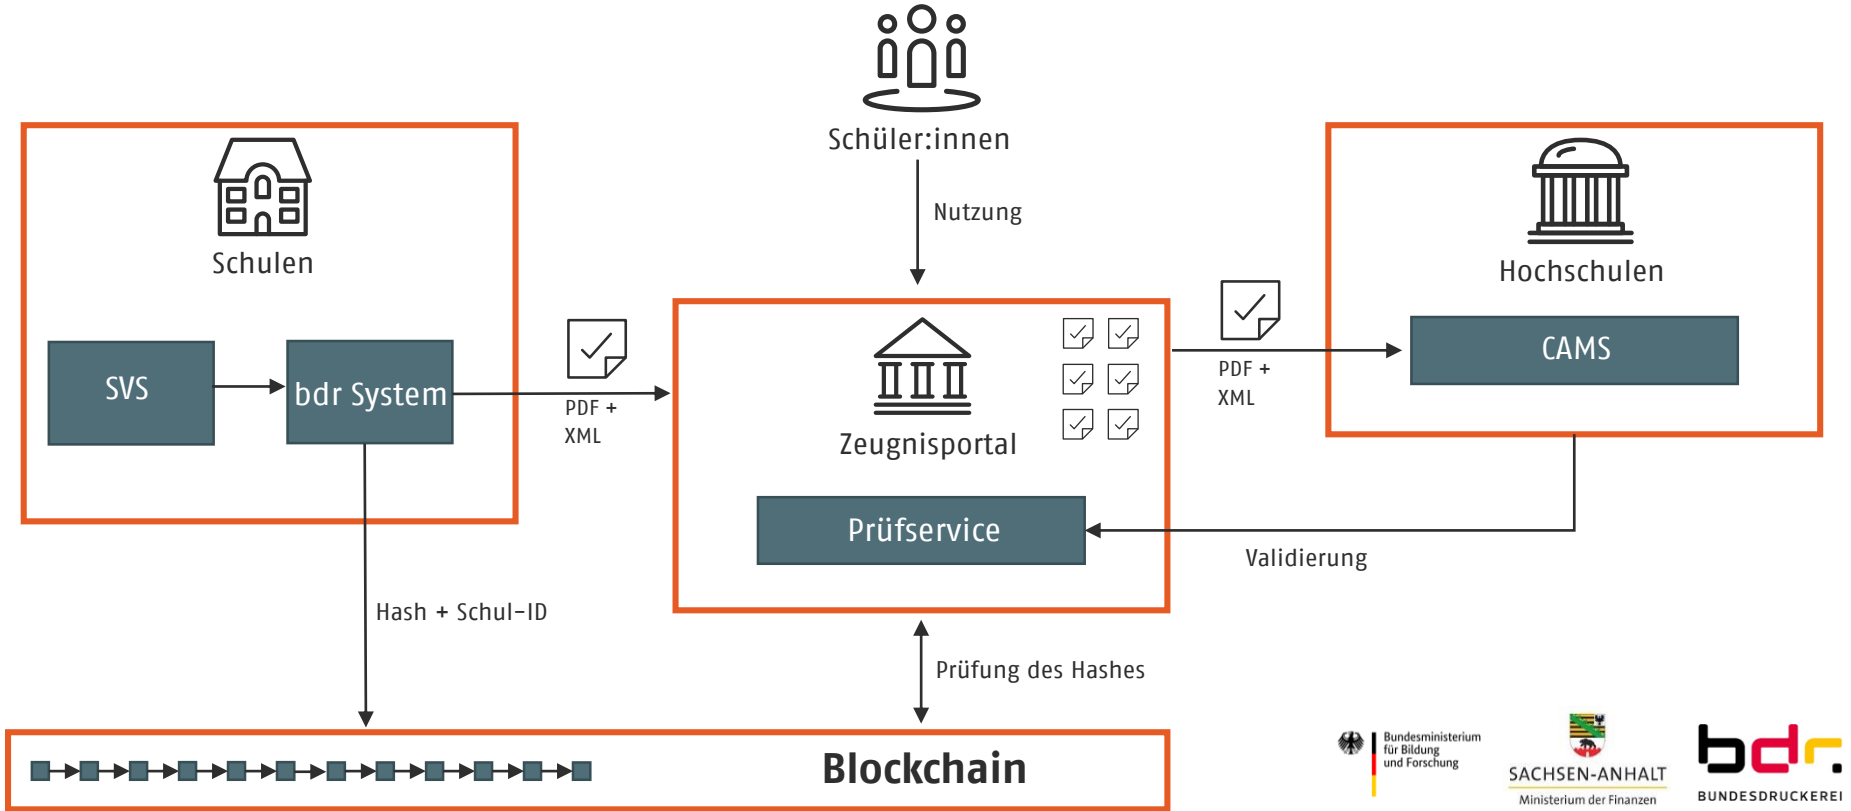 Schüler:innen
Nutzung
Schulen
SVS
bdr System
PDF +
XML
Hash + Schul-ID
Zeugnisportal
Prüfservice
PDF +
XML
Hochschulen
CAMS
Validierung
Prüfung des Hashes
Blockchain
Bundesministerium
für Bildung
und Forschung
SACHSEN-ANHALT
Ministerium der Finanzen
bdr.
BUNDESDRUCKEREI